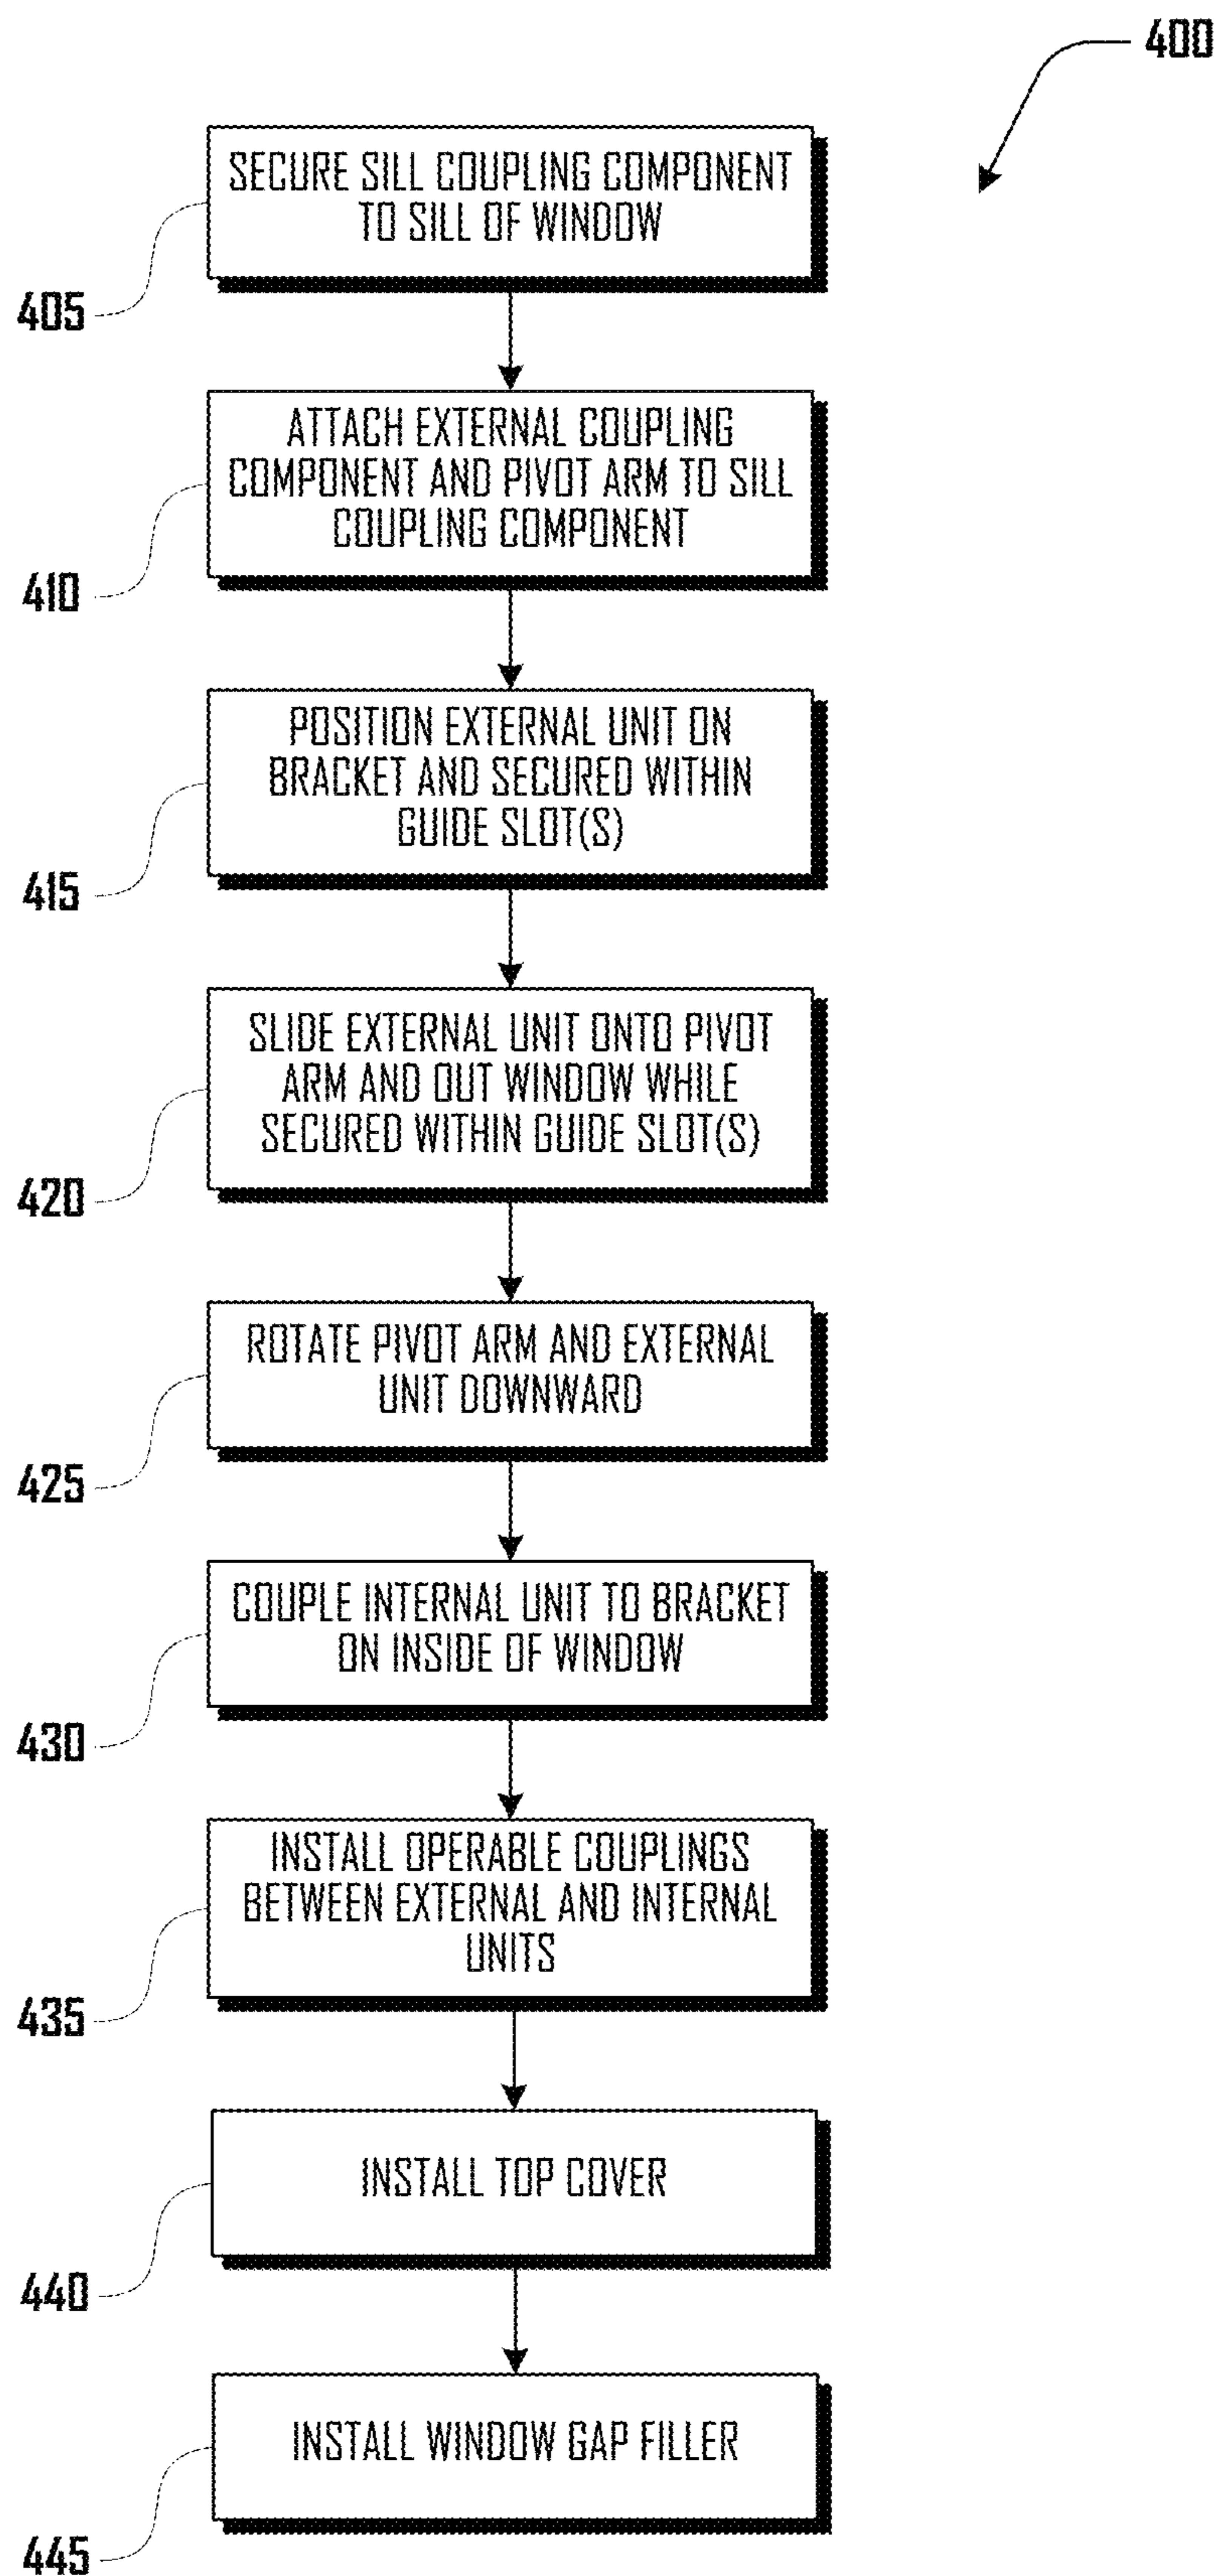 400
SECURE SILL COUPLING COMPONENT
TO SILL OF WINDOW
405
ATTACH EXTERNAL COUPLING
COMPONENT AND PIVOT ARM TO SILL
COUPLING COMPONENT
410
POSITION EXTERNAL UNIT ON
BRACKET AND SECURED WITHIN
GUIDE SLOT(S)
415
SLIDE EXTERNAL UNIT ONTO PIVOT
ARM AND OUT WINDOW WHILE
SECURED WITHIN GUIDE SLOT(S)
420
ROTATE PIVOT ARM AND EXTERNAL
UNIT DOWNWARD
425
COUPLE INTERNAL UNIT TO BRACKET
ON INSIDE OF WINDOW
430
INSTALL OPERABLE COUPLINGS
BETWEEN EXTERNAL AND INTERNAL
UNITS
435
INSTALL TOP COVER
440
INSTALL WINDOW GAP FILLER
445